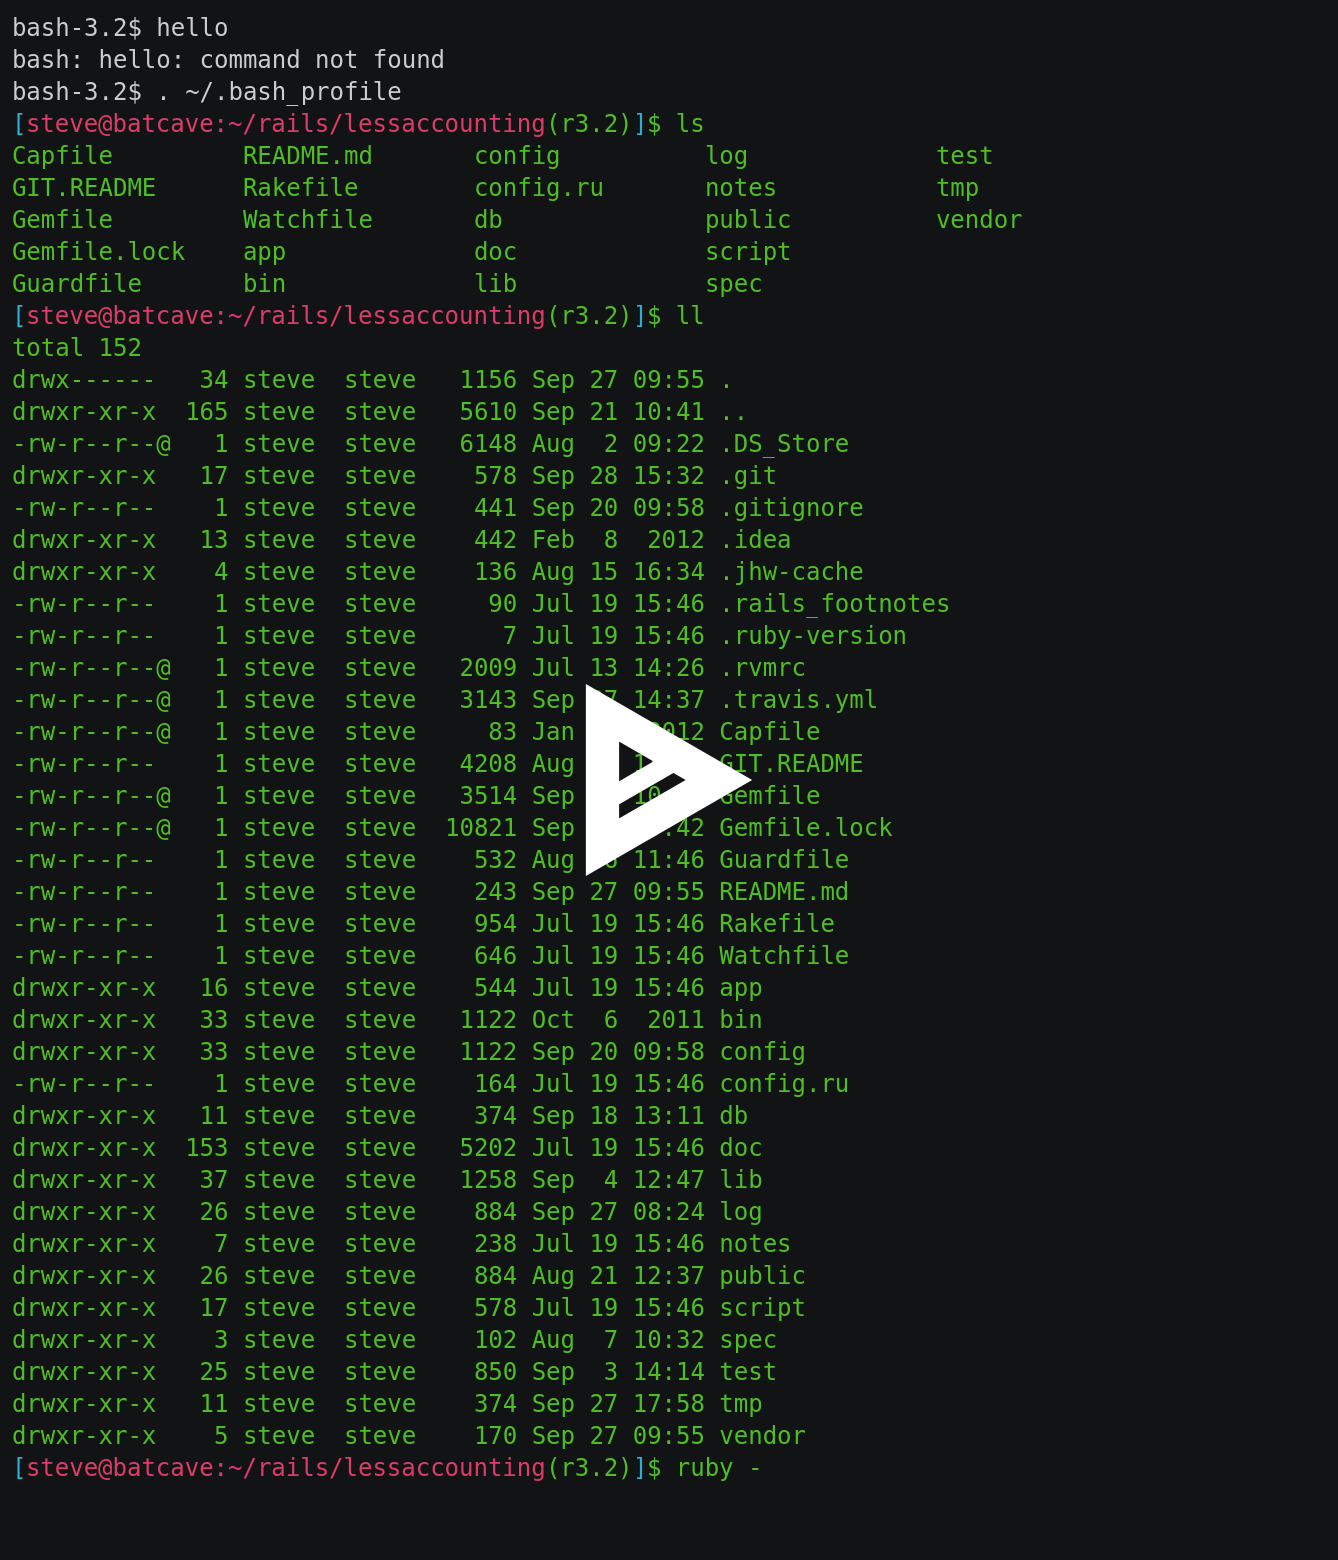 bash-3.2$ hello
bash: hello: command not found
bash-3.2$ . ~/.bash_profile
[steve@batcave:~/rails/lessaccounting(r3.2)]$ ls
Capfile         README.md       config          log             test
GIT.README      Rakefile        config.ru       notes           tmp
Gemfile         Watchfile       db              public          vendor
Gemfile.lock    app             doc             script
Guardfile       bin             lib             spec
[steve@batcave:~/rails/lessaccounting(r3.2)]$ ll
total 152
drwx------   34 steve  steve   1156 Sep 27 09:55 .
drwxr-xr-x  165 steve  steve   5610 Sep 21 10:41 ..
-rw-r--r--@   1 steve  steve   6148 Aug  2 09:22 .DS_Store
drwxr-xr-x   17 steve  steve    578 Sep 28 15:32 .git
-rw-r--r--    1 steve  steve    441 Sep 20 09:58 .gitignore
drwxr-xr-x   13 steve  steve    442 Feb  8  2012 .idea
drwxr-xr-x    4 steve  steve    136 Aug 15 16:34 .jhw-cache
-rw-r--r--    1 steve  steve     90 Jul 19 15:46 .rails_footnotes
-rw-r--r--    1 steve  steve      7 Jul 19 15:46 .ruby-version
-rw-r--r--@   1 steve  steve   2009 Jul 13 14:26 .rvmrc
-rw-r--r--@   1 steve  steve   3143 Sep 14:37 .travis.yml
-rw-r--r--@   1 steve  steve     83 Jan 2012 Capfile
-rw-r--r--    1 steve  steve   4208 Aug GIT.README
-rw-r--r--@   1 steve  steve   3514 Sep Gemfile
-rw-r--r--@   1 steve  steve  10821 Sep Gemfile.lock
-rw-r--r--    1 steve  steve    532 Aug 11:46 Guardfile
-rw-r--r--    1 steve  steve    243 Sep 27 09:55 README.md
-rw-r--r--    1 steve  steve    954 Jul 19 15:46 Rakefile
-rw-r--r--    1 steve  steve    646 Jul 19 15:46 Watchfile
drwxr-xr-x   16 steve  steve    544 Jul 19 15:46 app
drwxr-xr-x   33 steve  steve   1122 Oct  6  2011 bin
drwxr-xr-x   33 steve  steve   1122 Sep 20 09:58 config
-rw-r--r--    1 steve  steve    164 Jul 19 15:46 config.ru
drwxr-xr-x   11 steve  steve    374 Sep 18 13:11 db
drwxr-xr-x  153 steve  steve   5202 Jul 19 15:46 doc
drwxr-xr-x   37 steve  steve   1258 Sep  4 12:47 lib
drwxr-xr-x   26 steve  steve    884 Sep 27 08:24 log
drwxr-xr-x    7 steve  steve    238 Jul 19 15:46 notes
drwxr-xr-x   26 steve  steve    884 Aug 21 12:37 public
drwxr-xr-x   17 steve  steve    578 Jul 19 15:46 script
drwxr-xr-x    3 steve  steve    102 Aug  7 10:32 spec
drwxr-xr-x   25 steve  steve    850 Sep  3 14:14 test
drwxr-xr-x   11 steve  steve    374 Sep 27 17:58 tmp
drwxr-xr-x    5 steve  steve    170 Sep 27 09:55 vendor
[steve@batcave:~/rails/lessaccounting(r3.2)]$ ruby -